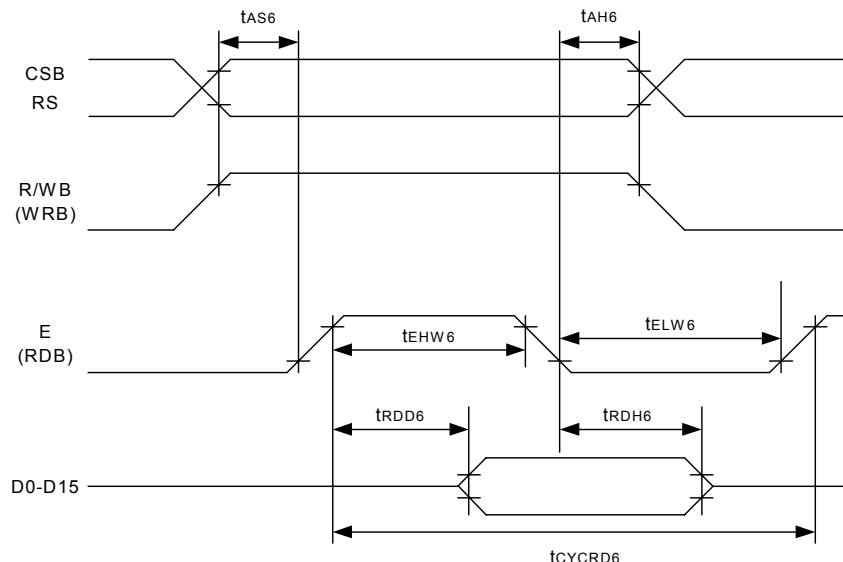 tAS6
tAH6
CSB
RS
R/WB
(WRB)
E
(RDB)
tEHW6
tELW6
tRDD6
tRDH6
D0-D15
tCYCRD6